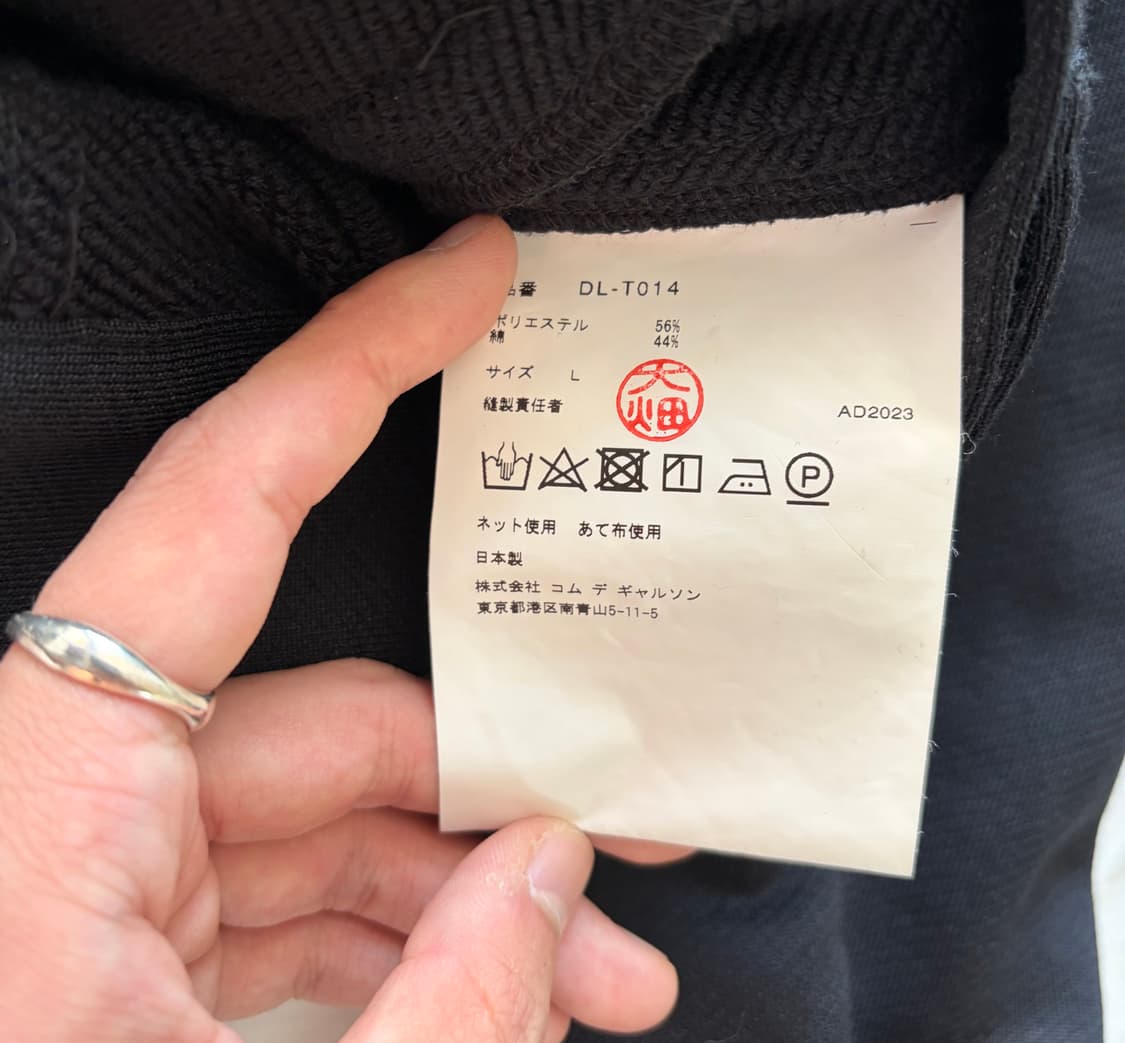 品番 DL-T014
ポリエステル 56%
綿 44%
サイズ L
縫製責任者 大畑 AD2023
P
ネット使用 あて布使用
日本製
株式会社 コム デ ギャルソン
東京都港区南青山5-11-5